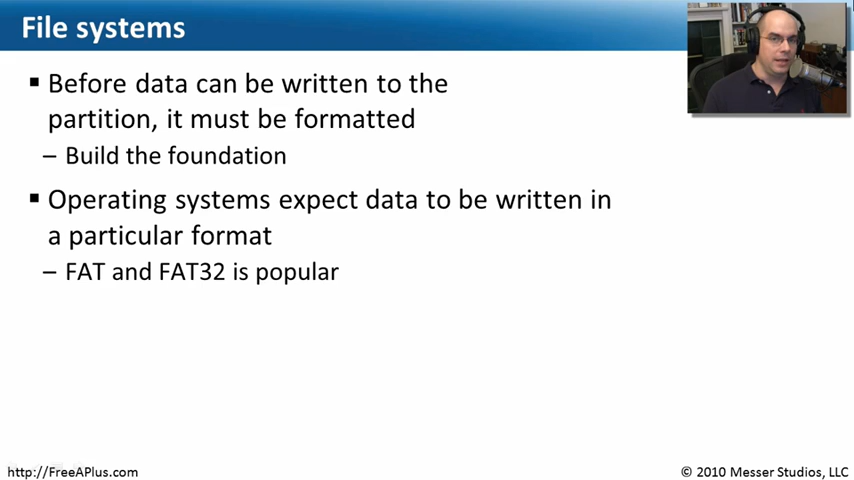 File systems
▪ Before data can be written to the
partition, it must be formatted
– Build the foundation
▪ Operating systems expect data to be written in
a particular format
– FAT and FAT32 is popular
http://FreeAPlus.com
© 2010 Messer Studios, LLC